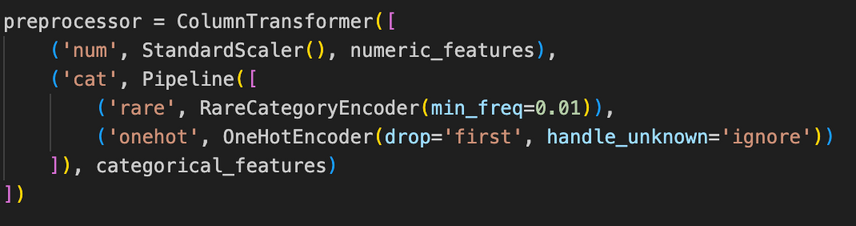 preprocessor = ColumnTransformer([
    ('num', StandardScaler(), numeric_features),
    ('cat', Pipeline([
        ('rare', RareCategoryEncoder(min_freq=0.01)),
        ('onehot', OneHotEncoder(drop='first', handle_unknown='ignore'))
    ]), categorical_features)
])